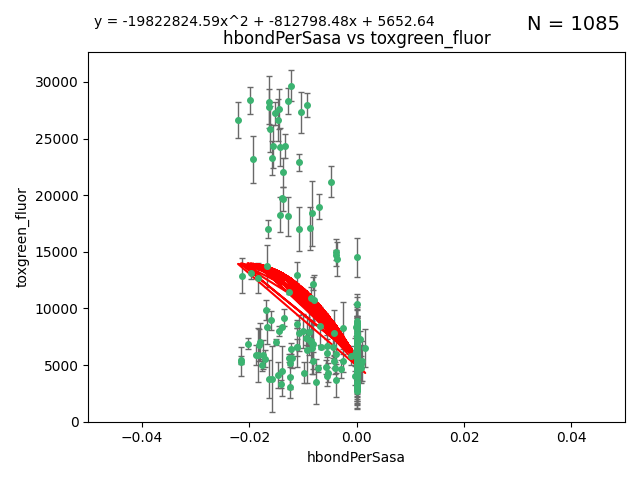 y = -19822824.59x^2 + -812798.48x + 5652.64
N = 1085
hbondPerSasa vs toxgreen_fluor
toxgreen_fluor
30000
25000
20000
15000
10000
5000
0
−0.04
−0.02
0.00
0.02
0.04
hbondPerSasa